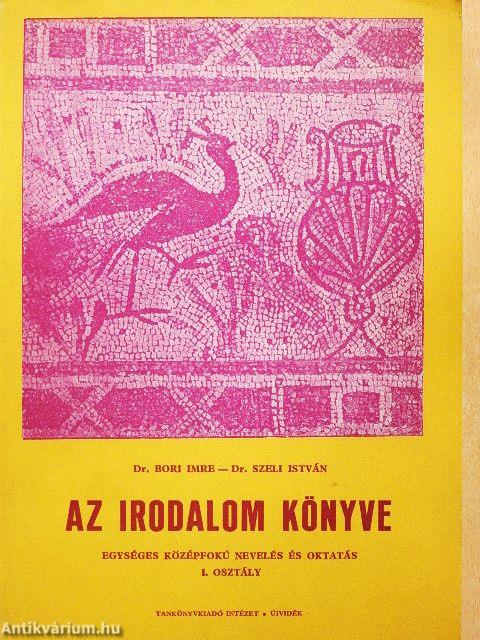 Dr. BORI IMRE — Dr. SZELI ISTVÁN
AZ IRODALOM KÖNYVE
EGYSÉGES KÖZÉPFOKÚ NEVELÉS ÉS OKTATÁS
I. OSZTÁLY
TANKÖNYVKIADÓ INTÉZET • ÚJVIDÉK
Antikvárium.hu